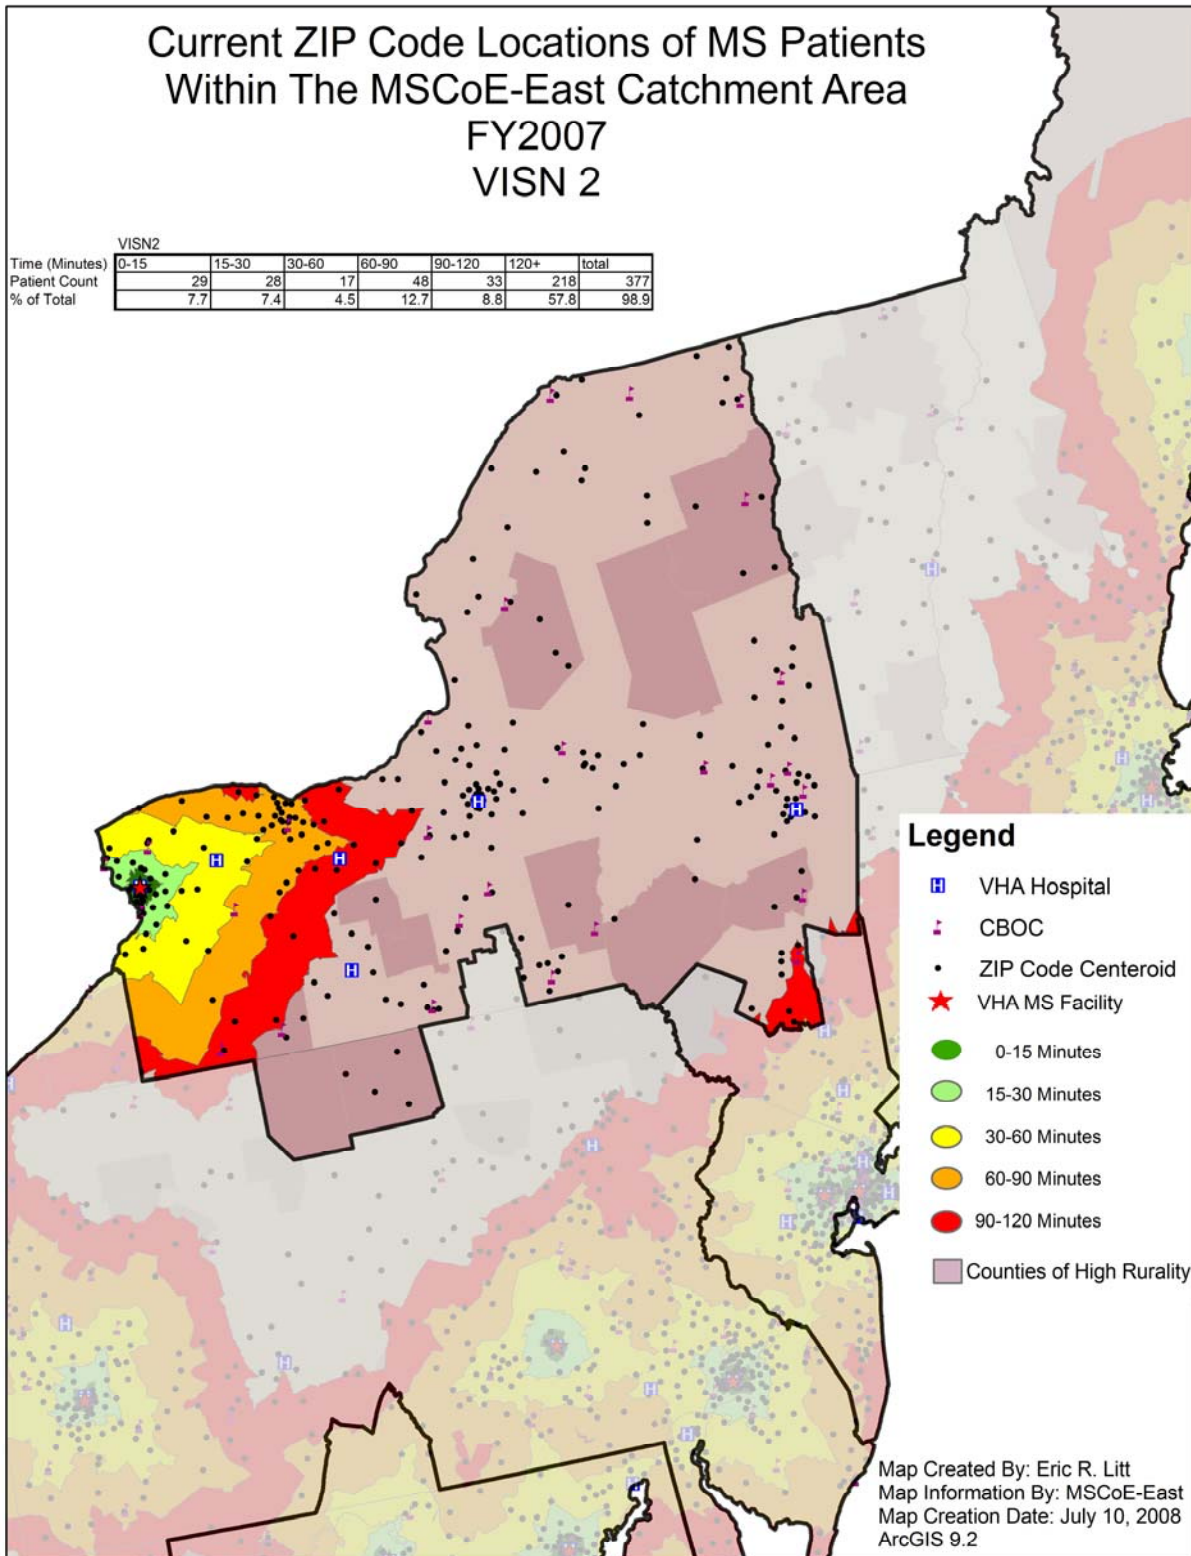 Current ZIP Code Locations of MS Patients
Within The MSCoE-East Catchment Area
FY2007
VISN 2
VISN2
Time (Minutes) 0-15 15-30 30-60 60-90 90-120 120+ total
Patient Count 29 28 17 48 33 218 377
% of Total 7.7 7.4 4.5 12.7 8.8 57.8 98.9
Legend
H VHA Hospital
CBOC
ZIP Code Centeroid
VHA MS Facility
0-15 Minutes
15-30 Minutes
30-60 Minutes
60-90 Minutes
90-120 Minutes
Counties of High Rurality
Map Created By: Eric R. Litt
Map Information By: MSCoE-East
Map Creation Date: July 10, 2008
ArcGIS 9.2